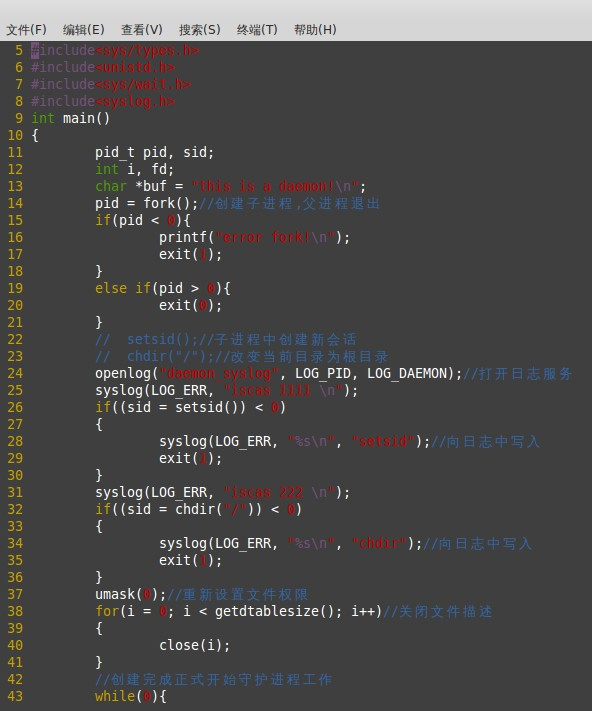 文件(F) 编辑(E) 查看(V) 搜索(S) 终端(T) 帮助(H)
5 #include<sys/types.h>
6 #include<unistd.h>
7 #include<sys/wait.h>
8 #include<syslog.h>
9 int main()
10 {
11         pid_t pid, sid;
12         int i, fd;
13         char *buf = "this is a daemon!\n";
14         pid = fork();//创建子进程,父进程退出
15         if(pid < 0){
16                 printf("error fork!\n");
17                 exit(1);
18         }
19         else if(pid > 0){
20                 exit(0);
21         }
22         //  setsid();//子进程中创建新会话
23         //  chdir("/");//改变当前目录为根目录
24         openlog("daemon_syslog", LOG_PID, LOG_DAEMON);//打开日志服务
25         syslog(LOG_ERR, "iscas 1111 \n");
26         if((sid = setsid()) < 0)
27         {
28                 syslog(LOG_ERR, "%s\n", "setsid");//向日志中写入
29                 exit(1);
30         }
31         syslog(LOG_ERR, "iscas 222 \n");
32         if((sid = chdir("/")) < 0)
33         {
34                 syslog(LOG_ERR, "%s\n", "chdir");//向日志中写入
35                 exit(1);
36         }
37         umask(0);//重新设置文件权限
38         for(i = 0; i < getdtablesize(); i++)//关闭文件描述
39         {
40                 close(i);
41         }
42         //创建完成正式开始守护进程工作
43         while(0){